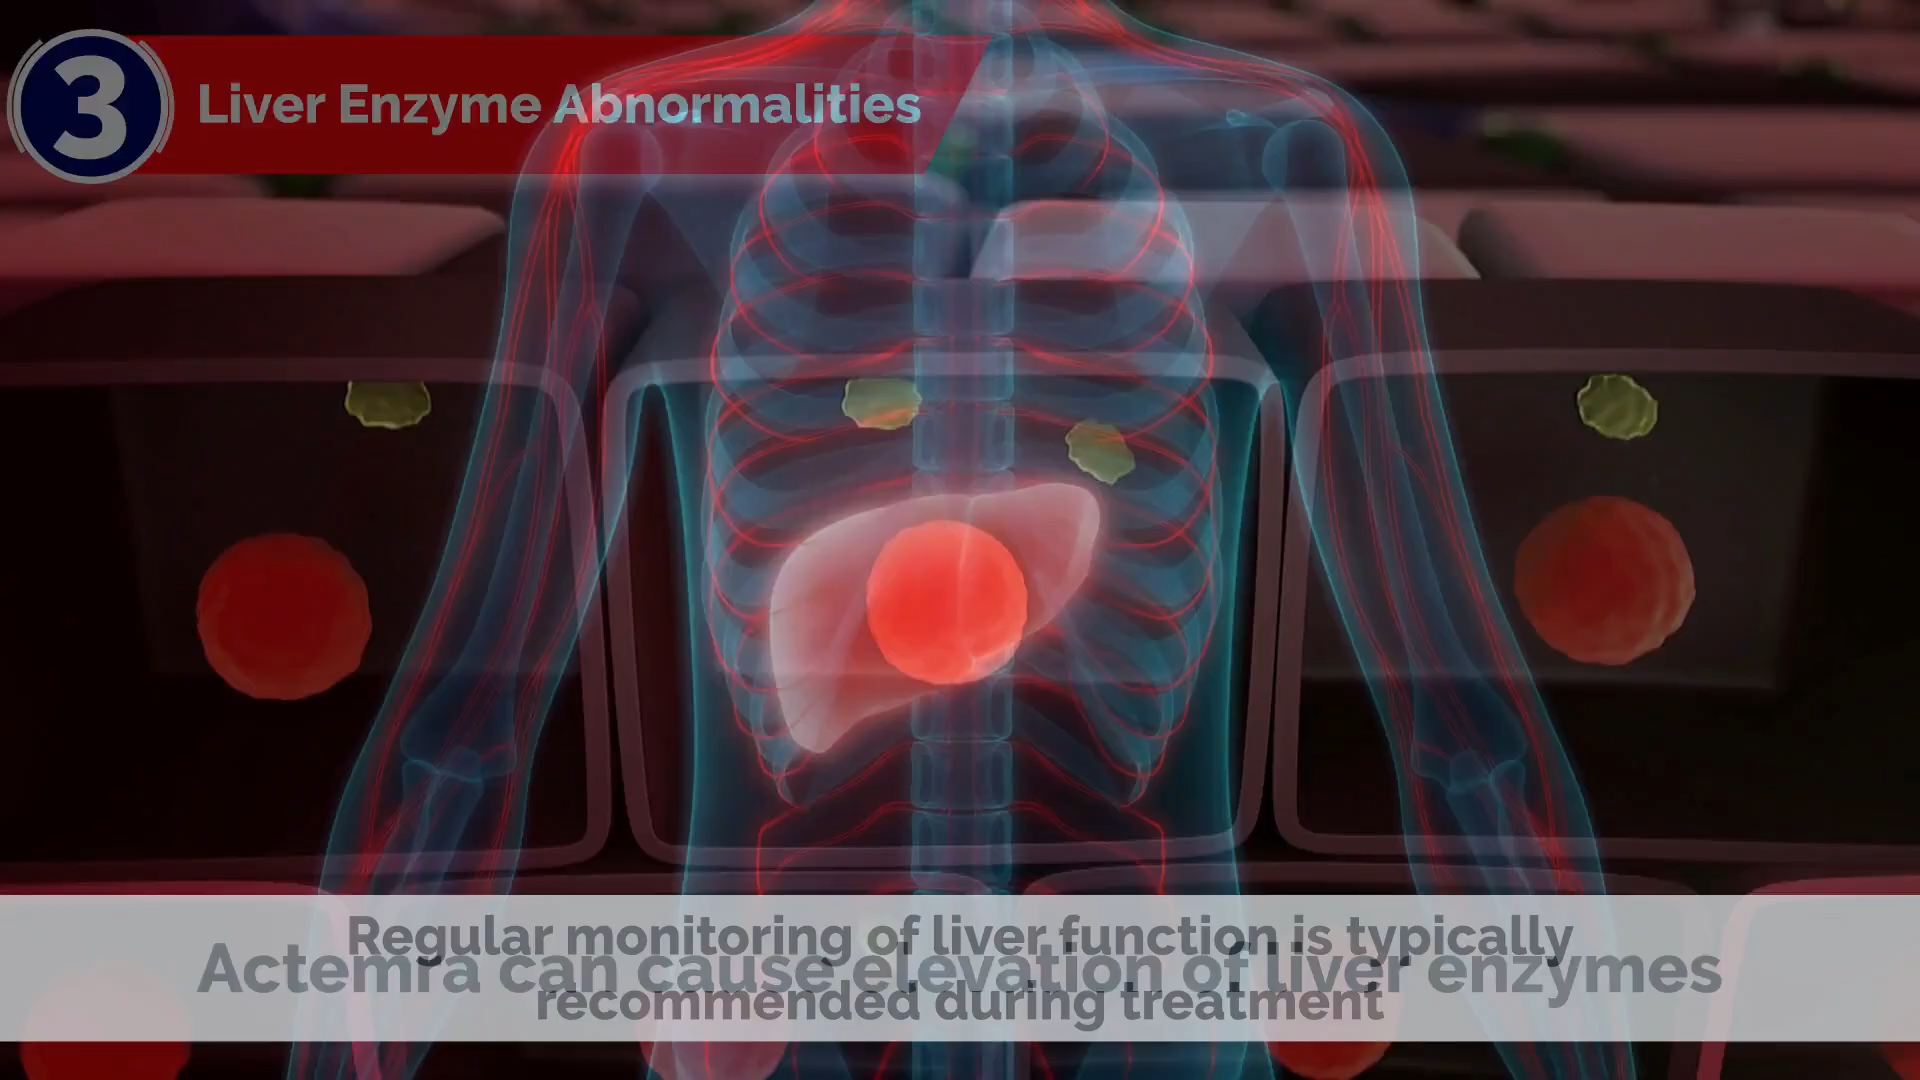 3
Liver Enzyme Abnormalities
Regular monitoring of liver function is typically
Actemra can cause elevation of liver enzymes
recommended during treatment